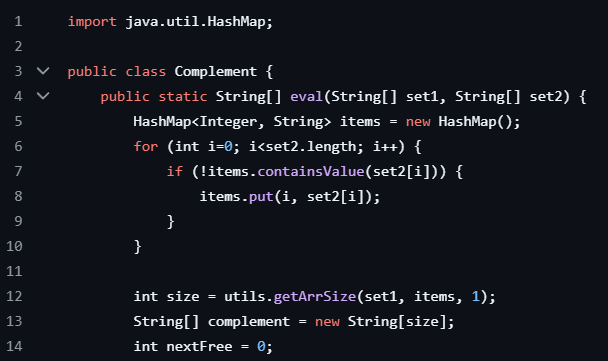 1 import java.util.HashMap;
2
3 public class Complement {
4 public static String[] eval(String[] set1, String[] set2) {
5 HashMap<Integer, String> items = new HashMap();
6 for (int i=0; i<set2.length; i++) {
7 if (!items.containsValue(set2[i])) {
8 items.put(i, set2[i]);
9 }
10 }
11
12 int size = utils.getArrSize(set1, items, 1);
13 String[] complement = new String[size];
14 int nextFree = 0;